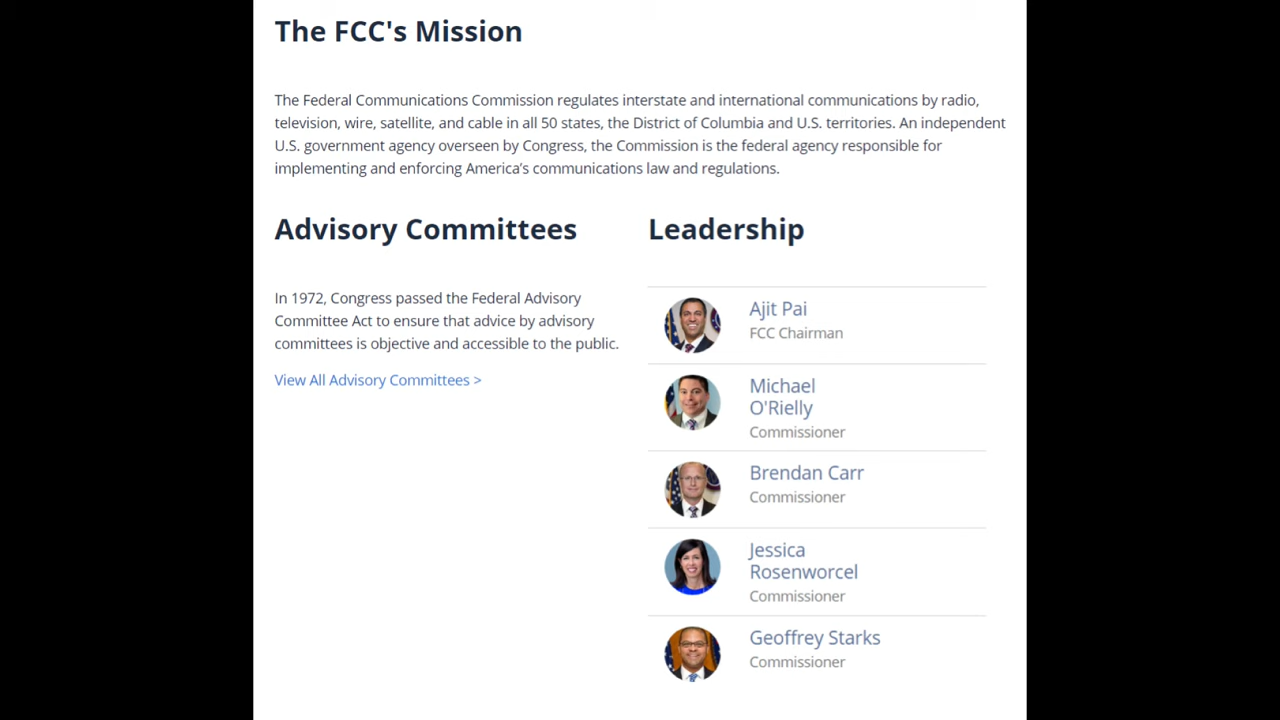 The FCC's Mission
The Federal Communications Commission regulates interstate and international communications by radio,
television, wire, satellite, and cable in all 50 states, the District of Columbia and U.S. territories. An independent
U.S. government agency overseen by Congress, the Commission is the federal agency responsible for
implementing and enforcing America’s communications law and regulations.
Advisory Committees
In 1972, Congress passed the Federal Advisory
Committee Act to ensure that advice by advisory
committees is objective and accessible to the public.
View All Advisory Committees >
Leadership
Ajit Pai
FCC Chairman
Michael
O'Rielly
Commissioner
Brendan Carr
Commissioner
Jessica
Rosenworcel
Commissioner
Geoffrey Starks
Commissioner